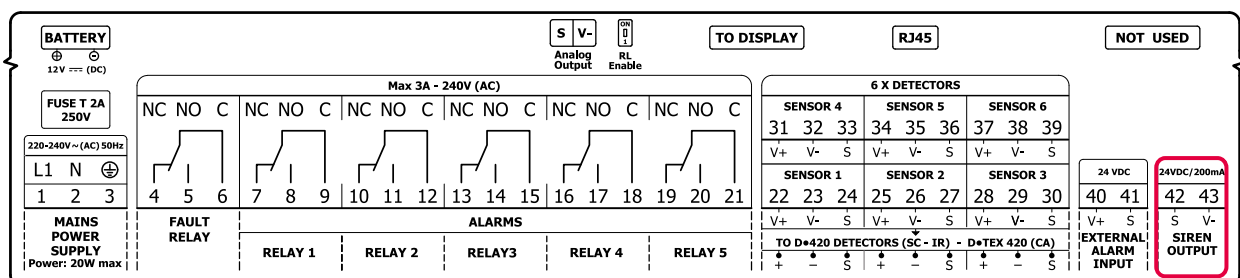 BATTERY
⊕ ⊖
12V ⎓ (DC)
S V-
Analog
Output
ON
1
RL
Enable
TO DISPLAY
RJ45
NOT USED
FUSE T 2A
250V
220-240V~(AC) 50Hz
L1 N
1 2 3
MAINS
POWER
SUPPLY
Power: 20W max
Max 3A - 240V (AC)
NC NO C NC NO C NC NO C NC NO C NC NO C NC NO C
4 5 6 7 8 9 10 11 12 13 14 15 16 17 18 19 20 21
FAULT
RELAY
ALARMS
RELAY 1 RELAY 2 RELAY3 RELAY 4 RELAY 5
6 X DETECTORS
SENSOR 4 SENSOR 5 SENSOR 6
31 32 33 34 35 36 37 38 39
V+ V- S V+ V- S V+ V- S
SENSOR 1 SENSOR 2 SENSOR 3
22 23 24 25 26 27 28 29 30
V+ V- S V+ V- S V+ V- S
TO D•420 DETECTORS (SC - IR) - D•TEX 420 (CA)
+ - S + - S + - S
24 VDC
40 41
V+ S
EXTERNAL
ALARM
INPUT
24VDC/200mA
42 43
S V-
SIREN
OUTPUT